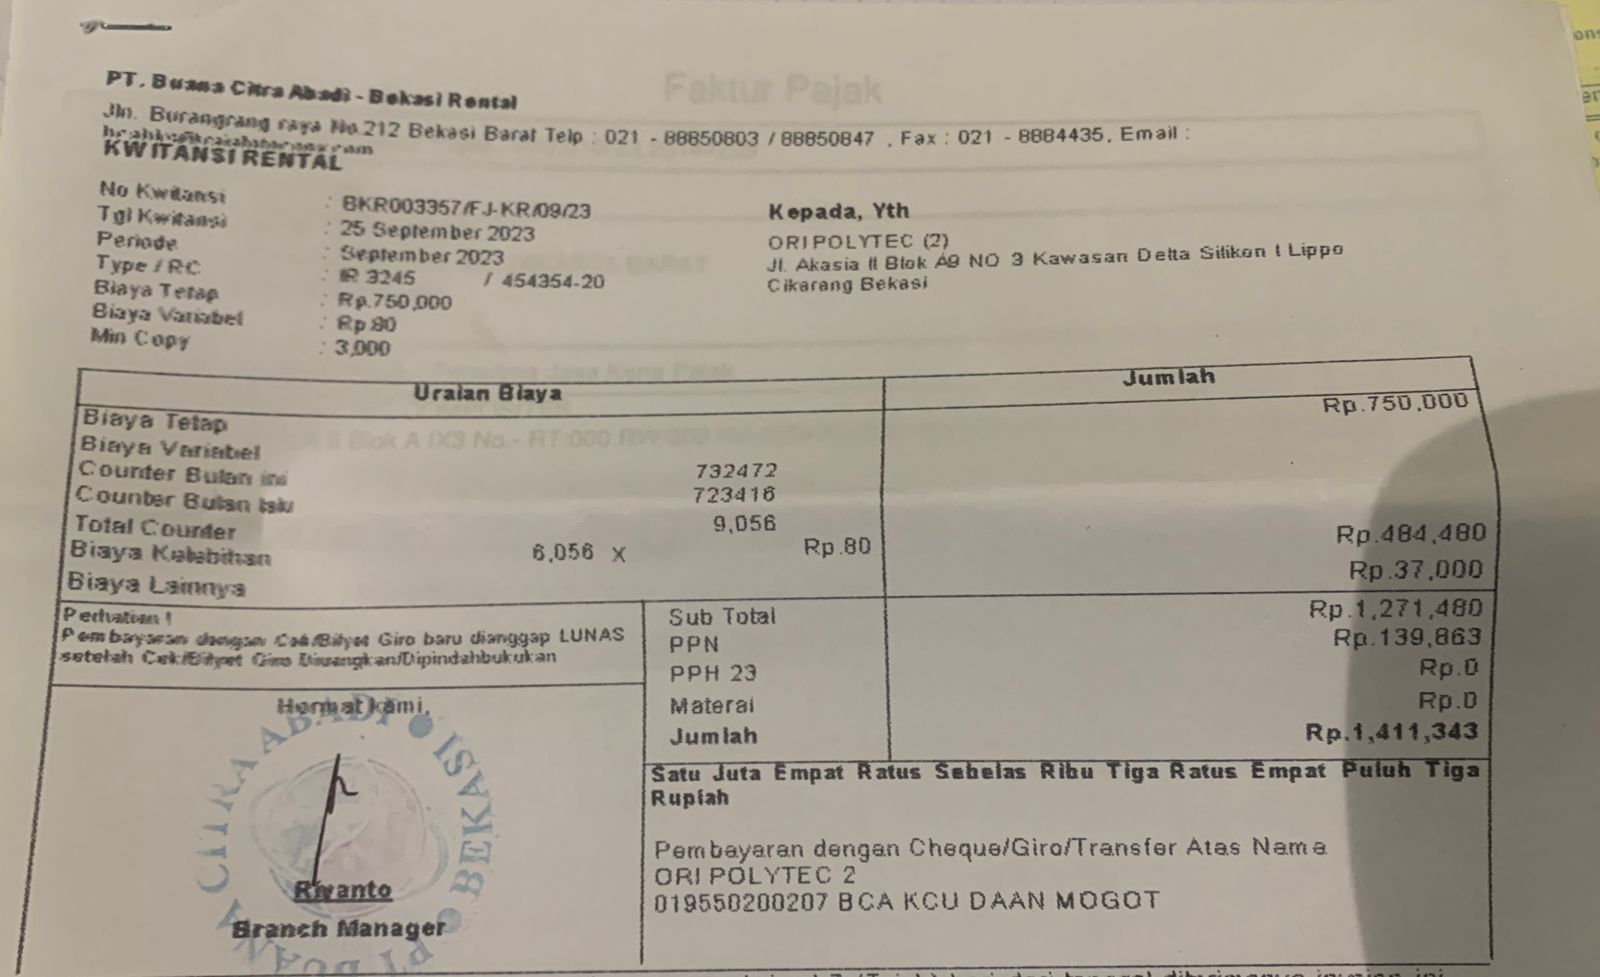 Faktur Pajak
PT. Buana Citra Abadi - Bekasi Rental
Jln. Burangrang raya No.212 Bekasi Barat Telp : 021 - 88850803 / 88850847 , Fax : 021 - 8884435, Email :
KWITANSI RENTAL
No Kwitansi : BKR003357/FJ-KR/09/23
Tgl Kwitansi : 25 September 2023
Periode : September 2023
Type / RC : IR 3245 / 454354-20
Biaya Tetap : Rp.750,000
Biaya Variabel : Rp.80
Min Copy : 3,000
Kepada, Yth
ORI POLYTEC (2)
Jl. Akasia II Blok A9 NO 3 Kawasan Delta Silikon I Lippo
Cikarang Bekasi
Uraian Biaya Jumlah
Biaya Tetap Rp.750,000
Biaya Variabel
Counter Bulan ini 732472
Counter Bulan lalu 723416
Total Counter 9,056
Biaya Kelebihan 6,056 x Rp.80 Rp.484,480
Biaya Lainnya Rp.37,000
Perhatian !
Pembayaran dengan Cek/Bilyet Giro baru dianggap LUNAS
setelah Cek/Bilyet Giro Diuangkan/Dipindahbukukan
Sub Total Rp.1,271,480
PPN Rp.139,863
PPH 23 Rp.0
Materai Rp.0
Jumlah Rp.1,411,343
Satu Juta Empat Ratus Sebelas Ribu Tiga Ratus Empat Puluh Tiga
Rupiah
Pembayaran dengan Cheque/Giro/Transfer Atas Nama
ORI POLYTEC 2
019550200207 BCA KCU DAAN MOGOT
Hormat kami,
PT BUANA CITRA ABADI BEKASI
Riyanto
Branch Manager